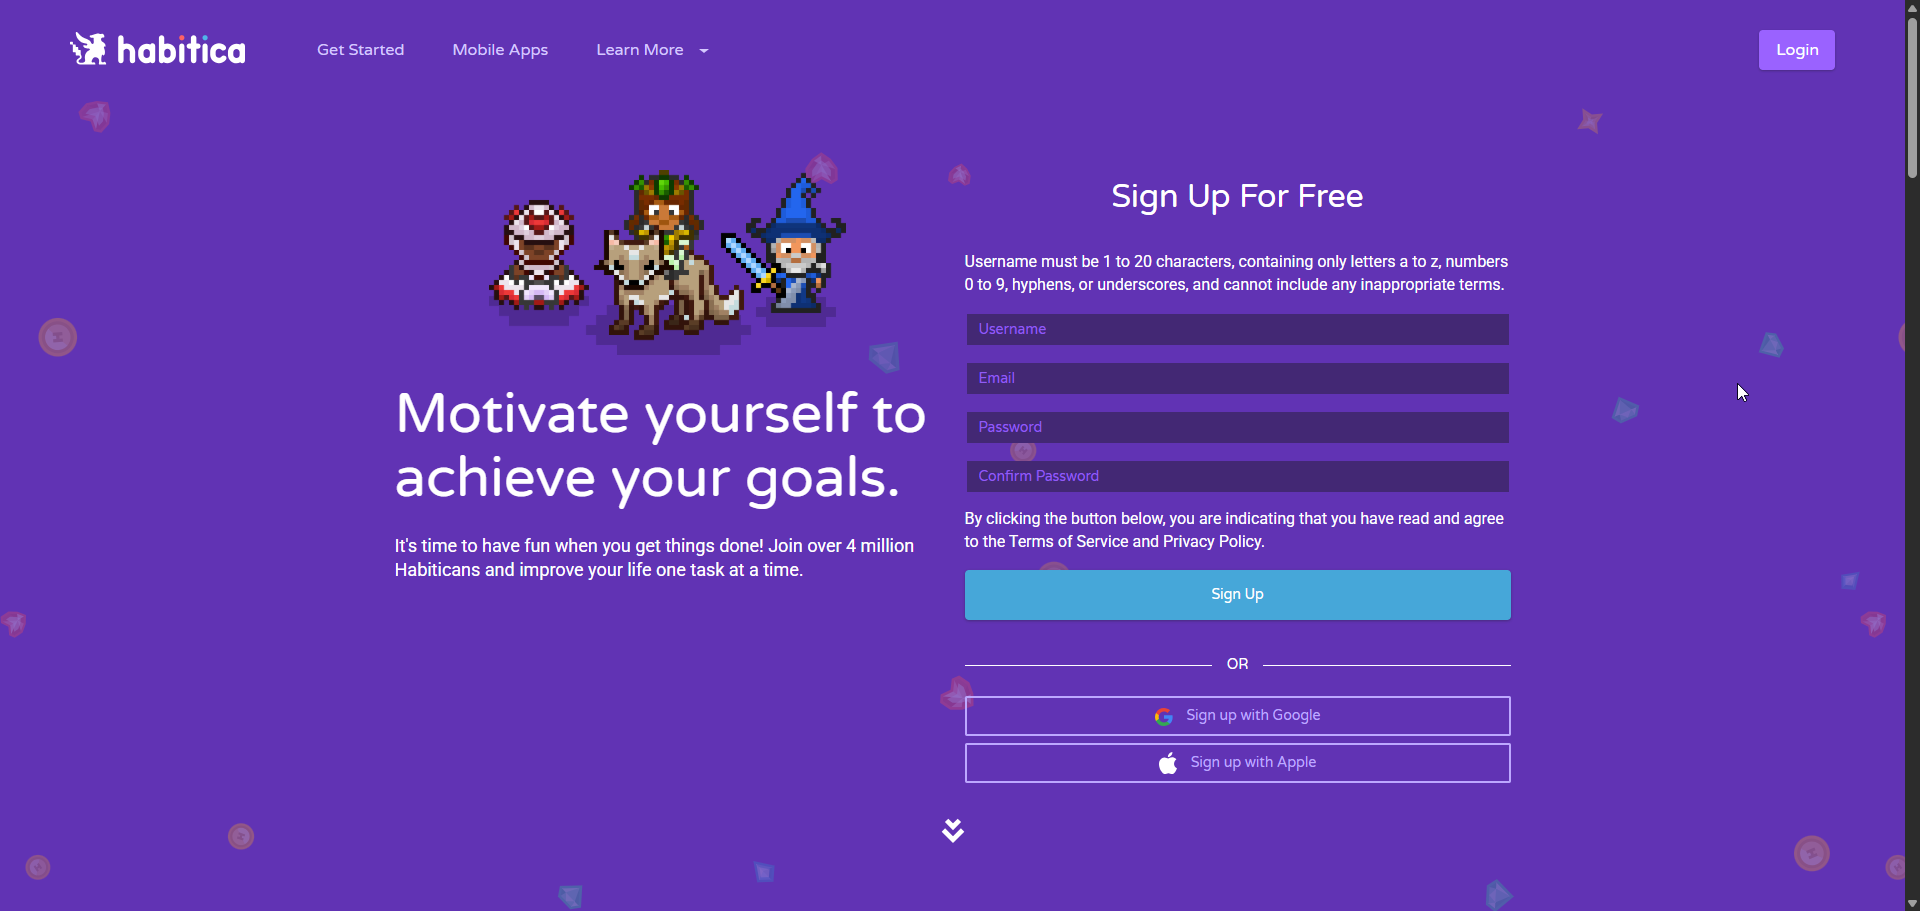 habitica
Get Started
Mobile Apps
Learn More
Login
Motivate yourself to
achieve your goals.
It's time to have fun when you get things done! Join over 4 million
Habiticans and improve your life one task at a time.
Sign Up For Free
Username must be 1 to 20 characters, containing only letters a to z, numbers
0 to 9, hyphens, or underscores, and cannot include any inappropriate terms.
Username
Email
Password
Confirm Password
By clicking the button below, you are indicating that you have read and agree
to the Terms of Service and Privacy Policy.
Sign Up
OR
Sign up with Google
Sign up with Apple